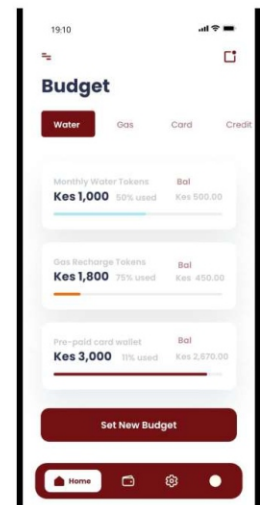 19:10
Budget
Water Gas Card Credit
Monthly Water Tokens Bal
Kes 1,000 50% used Kes 500.00
Gas Recharge Tokens Bal
Kes 1,800 75% used Kes 450.00
Pre-paid card wallet Bal
Kes 3,000 11% used Kes 2,670.00
Set New Budget
Home